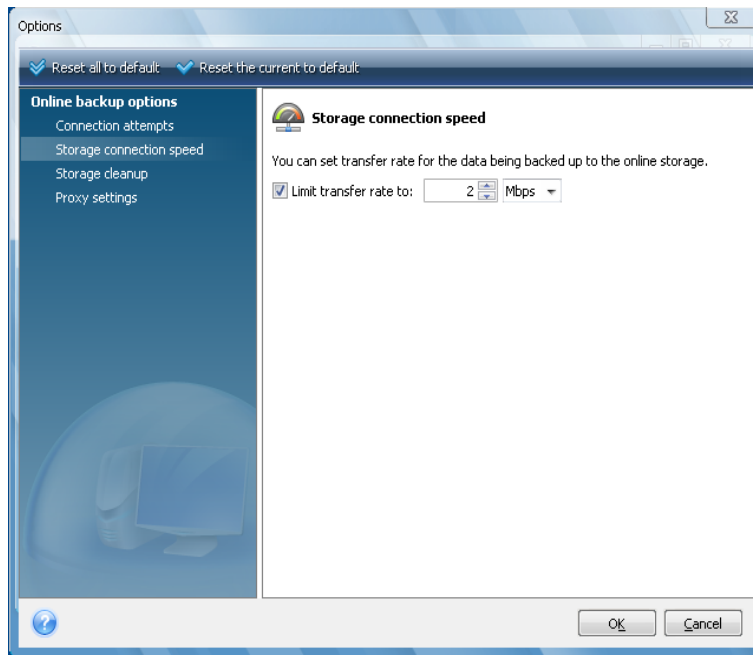 Options
Reset all to default Reset the current to default
Online backup options
Connection attempts
Storage connection speed
Storage cleanup
Proxy settings
Storage connection speed
You can set transfer rate for the data being backed up to the online storage.
Limit transfer rate to: 2 Mbps
OK Cancel